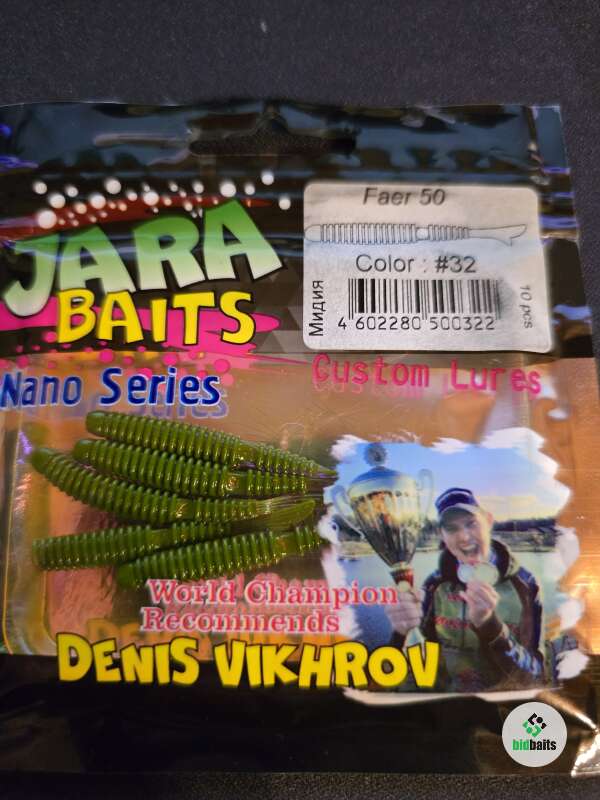 JARA
BAITS
Nano Series
Custom Lures
Faer 50
Color : #32
Мидия
4 602280 500322
10 pcs
World Champion
Recommends
DENIS VIKHROV
bidbaits